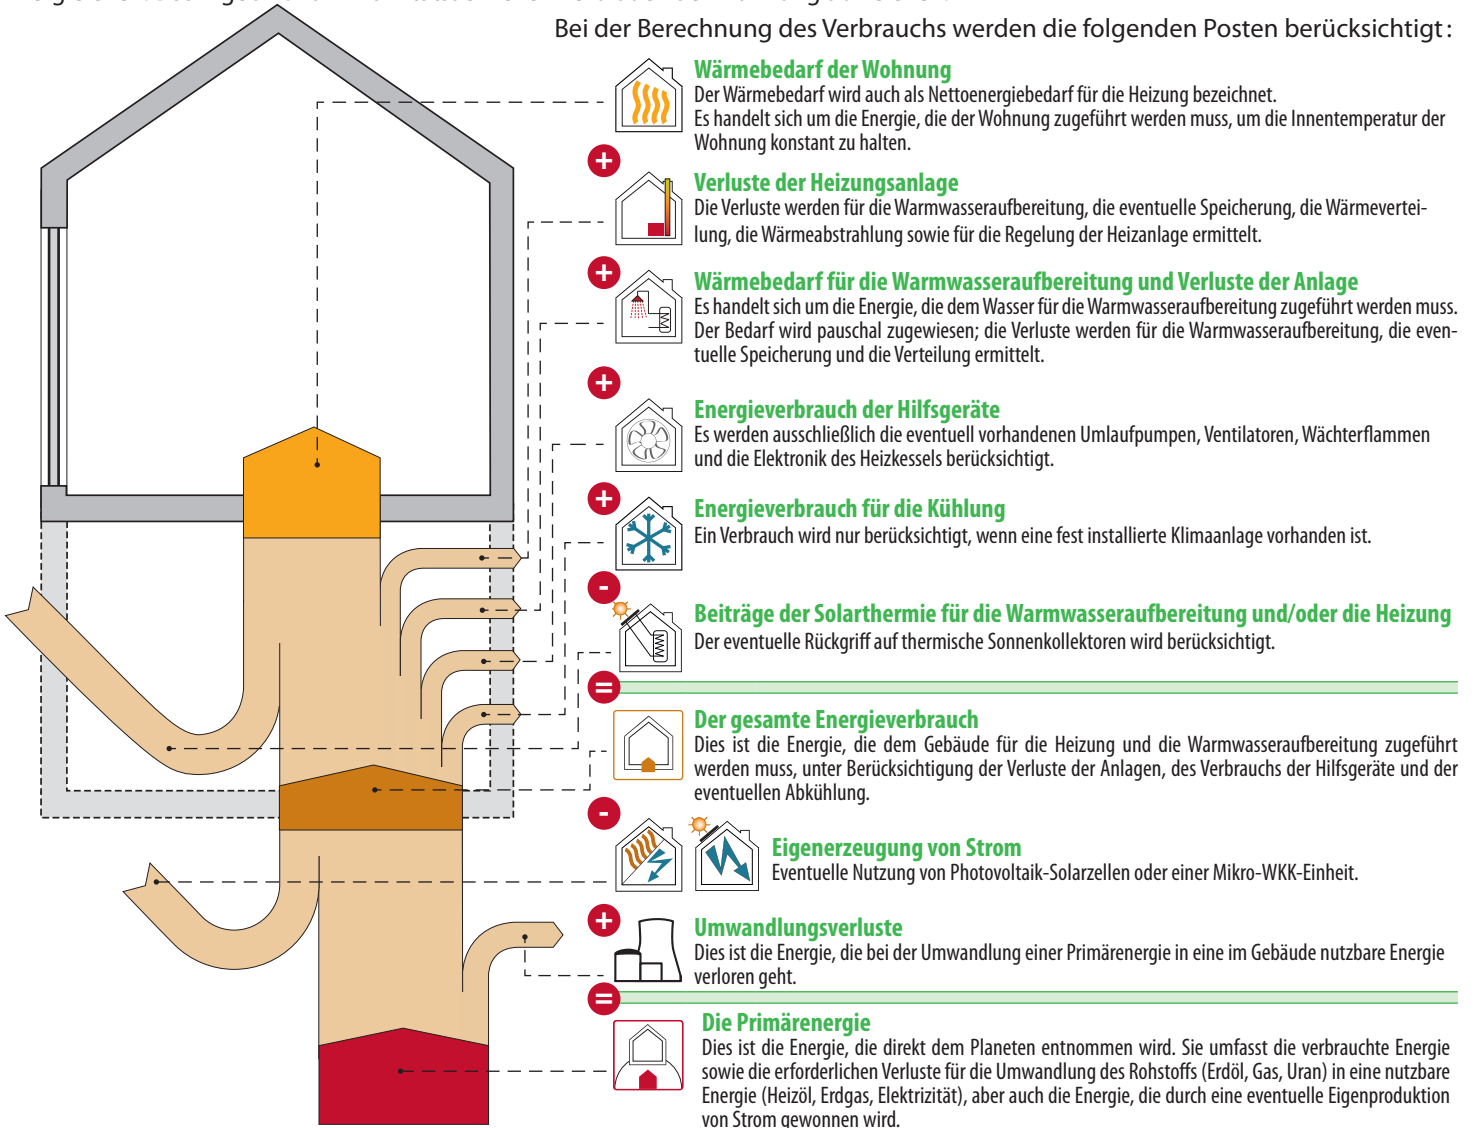 Bei der Berechnung des Verbrauchs werden die folgenden Posten berücksichtigt :
Wärmebedarf der Wohnung
Der Wärmebedarf wird auch als Nettoenergiebedarf für die Heizung bezeichnet.
Es handelt sich um die Energie, die der Wohnung zugeführt werden muss, um die Innentemperatur der
Wohnung konstant zu halten.
+
Verluste der Heizungsanlage
Die Verluste werden für die Warmwasseraufbereitung, die eventuelle Speicherung, die Wärmevertei-
lung, die Wärmeabstrahlung sowie für die Regelung der Heizanlage ermittelt.
+
Wärmebedarf für die Warmwasseraufbereitung und Verluste der Anlage
Es handelt sich um die Energie, die dem Wasser für die Warmwasseraufbereitung zugeführt werden muss.
Der Bedarf wird pauschal zugewiesen; die Verluste werden für die Warmwasseraufbereitung, die even-
tuelle Speicherung und die Verteilung ermittelt.
+
Energieverbrauch der Hilfsgeräte
Es werden ausschließlich die eventuell vorhandenen Umlaufpumpen, Ventilatoren, Wächterflammen
und die Elektronik des Heizkessels berücksichtigt.
+
Energieverbrauch für die Kühlung
Ein Verbrauch wird nur berücksichtigt, wenn eine fest installierte Klimaanlage vorhanden ist.
-
Beiträge der Solarthermie für die Warmwasseraufbereitung und/oder die Heizung
Der eventuelle Rückgriff auf thermische Sonnenkollektoren wird berücksichtigt.
=
Der gesamte Energieverbrauch
Dies ist die Energie, die dem Gebäude für die Heizung und die Warmwasseraufbereitung zugeführt
werden muss, unter Berücksichtigung der Verluste der Anlagen, des Verbrauchs der Hilfsgeräte und der
eventuellen Abkühlung.
-
Eigenerzeugung von Strom
Eventuelle Nutzung von Photovoltaik-Solarzellen oder einer Mikro-WKK-Einheit.
+
Umwandlungsverluste
Dies ist die Energie, die bei der Umwandlung einer Primärenergie in eine im Gebäude nutzbare Energie
verloren geht.
=
Die Primärenergie
Dies ist die Energie, die direkt dem Planeten entnommen wird. Sie umfasst die verbrauchte Energie
sowie die erforderlichen Verluste für die Umwandlung des Rohstoffs (Erdöl, Gas, Uran) in eine nutzbare
Energie (Heizöl, Erdgas, Elektrizität), aber auch die Energie, die durch eine eventuelle Eigenproduktion
von Strom gewonnen wird.